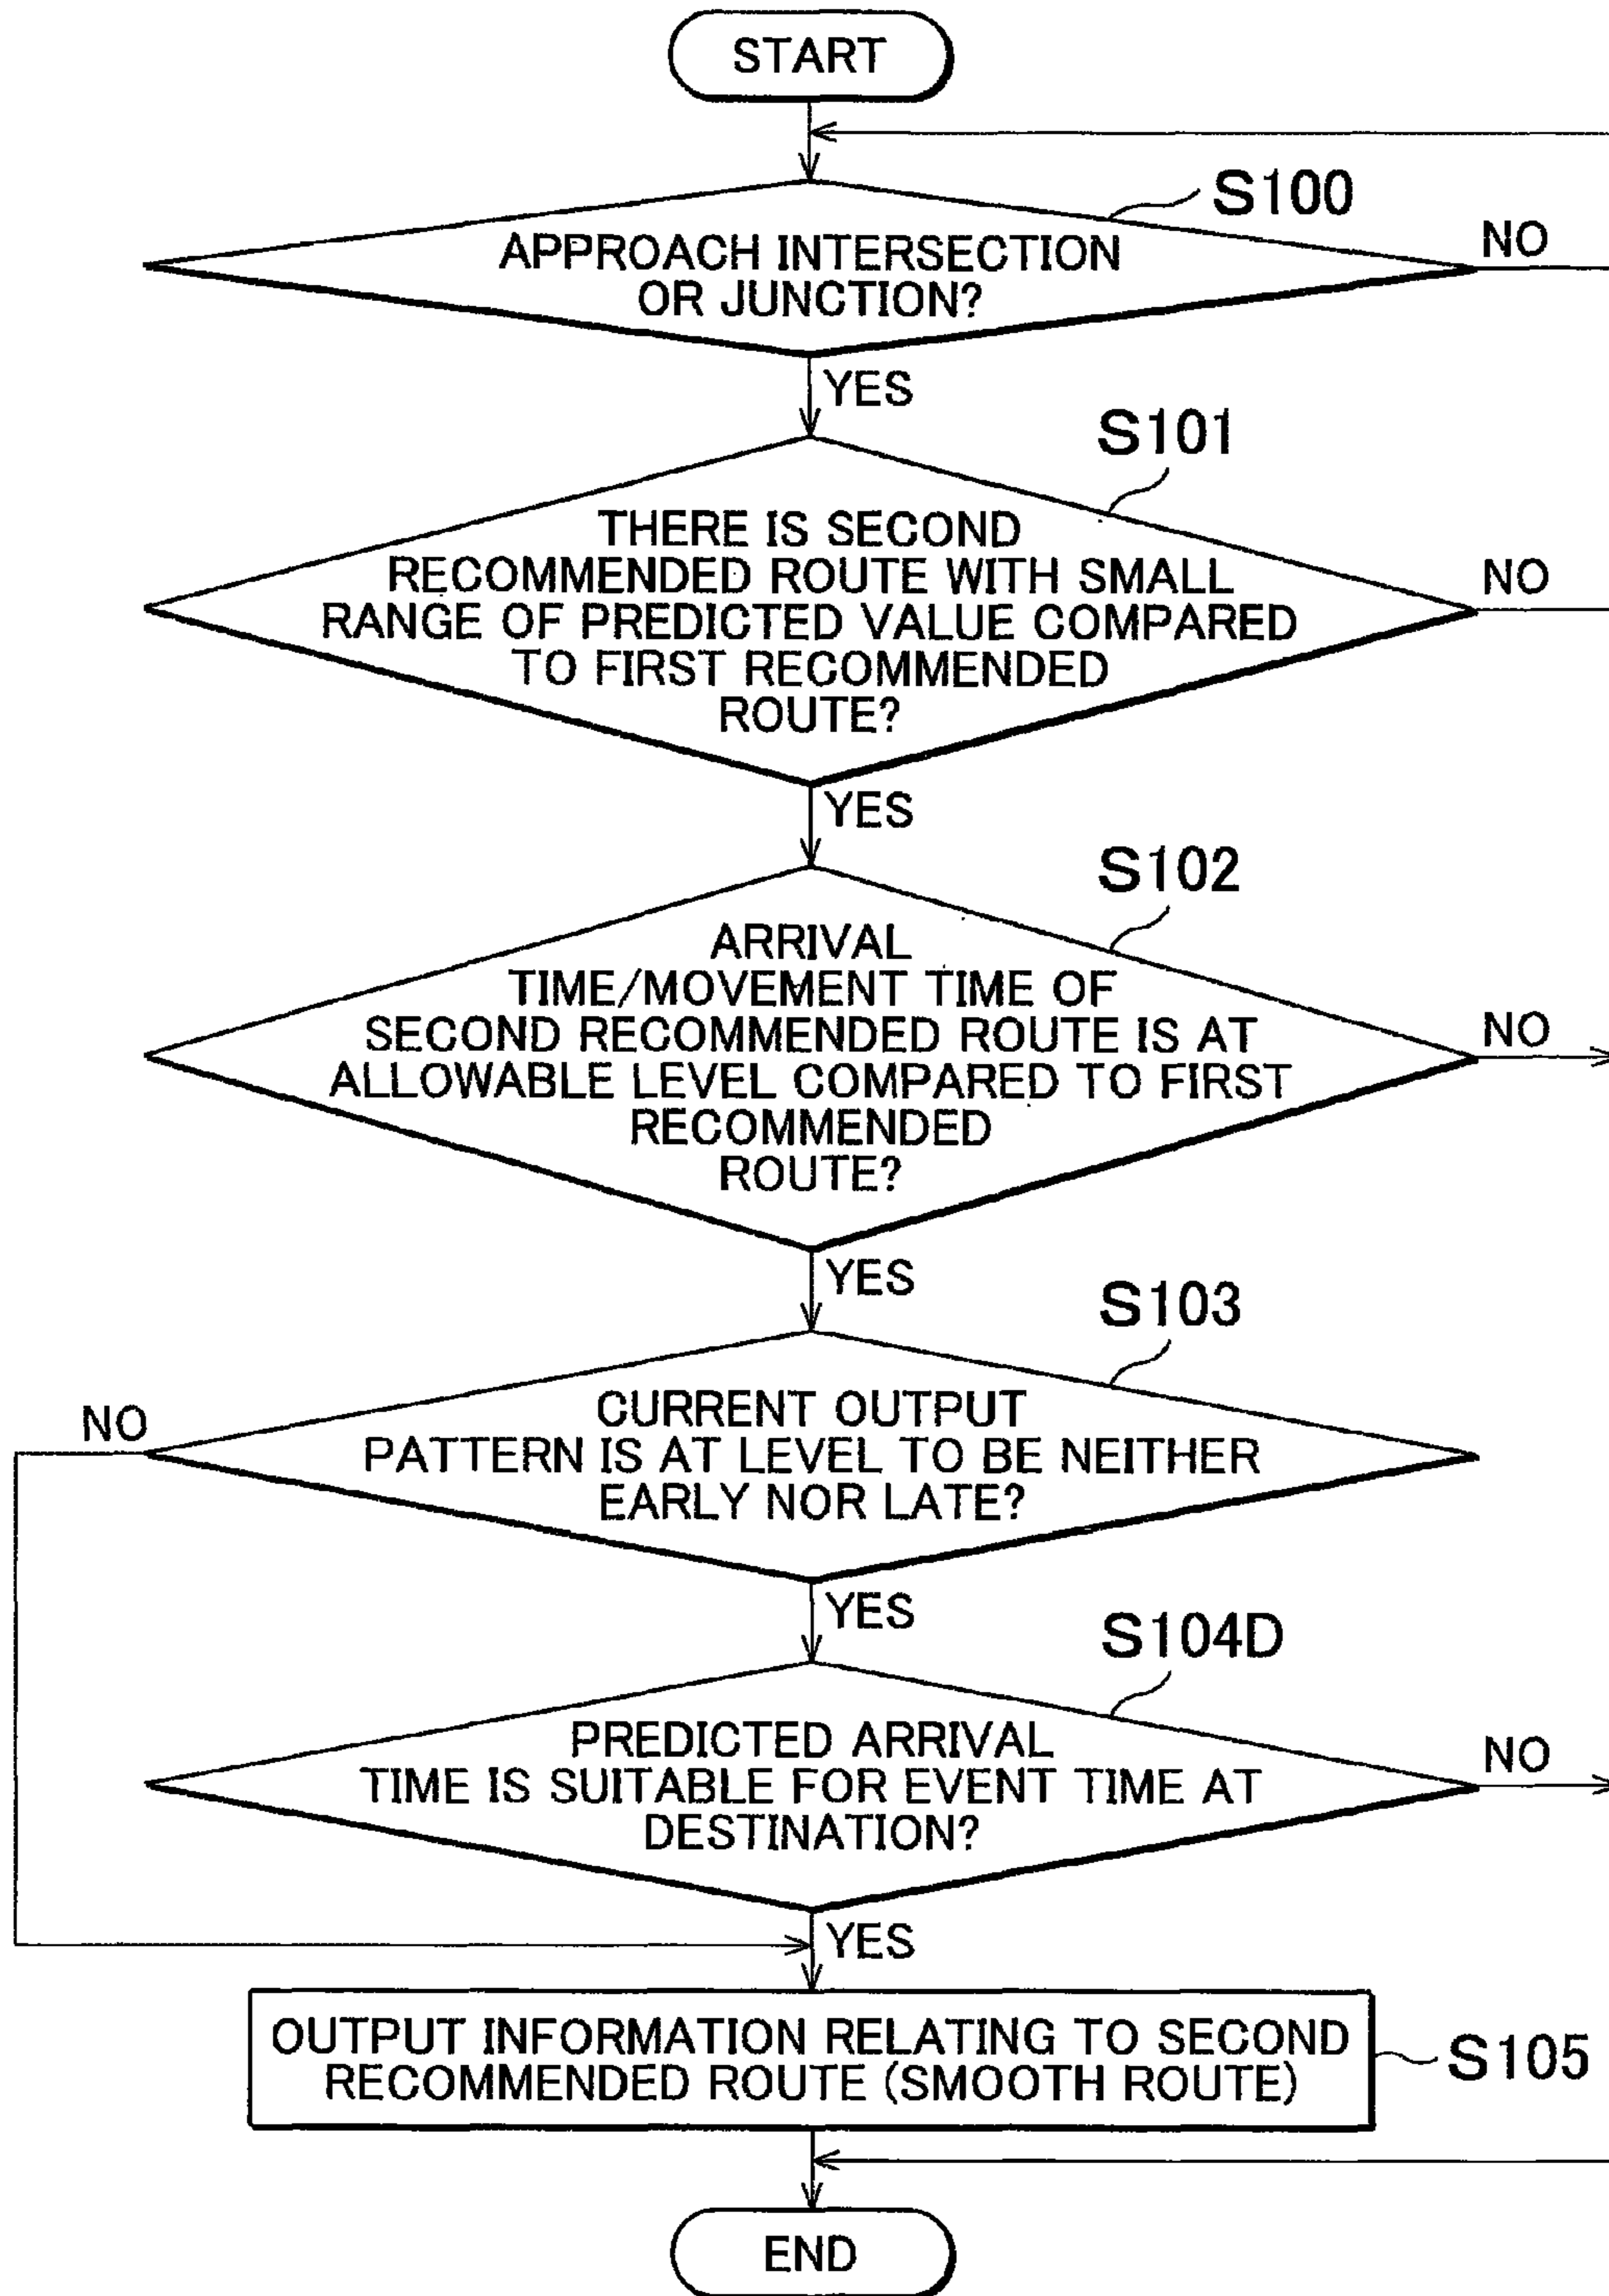 START
S100
APPROACH INTERSECTION
OR JUNCTION?
NO
YES
S101
THERE IS SECOND
RECOMMENDED ROUTE WITH SMALL
RANGE OF PREDICTED VALUE COMPARED
TO FIRST RECOMMENDED
ROUTE?
NO
YES
S102
ARRIVAL
TIME/MOVEMENT TIME OF
SECOND RECOMMENDED ROUTE IS AT
ALLOWABLE LEVEL COMPARED TO FIRST
RECOMMENDED
ROUTE?
NO
YES
S103
NO
CURRENT OUTPUT
PATTERN IS AT LEVEL TO BE NEITHER
EARLY NOR LATE?
YES
S104D
PREDICTED ARRIVAL
TIME IS SUITABLE FOR EVENT TIME AT
DESTINATION?
NO
YES
OUTPUT INFORMATION RELATING TO SECOND
RECOMMENDED ROUTE (SMOOTH ROUTE)
S105
END